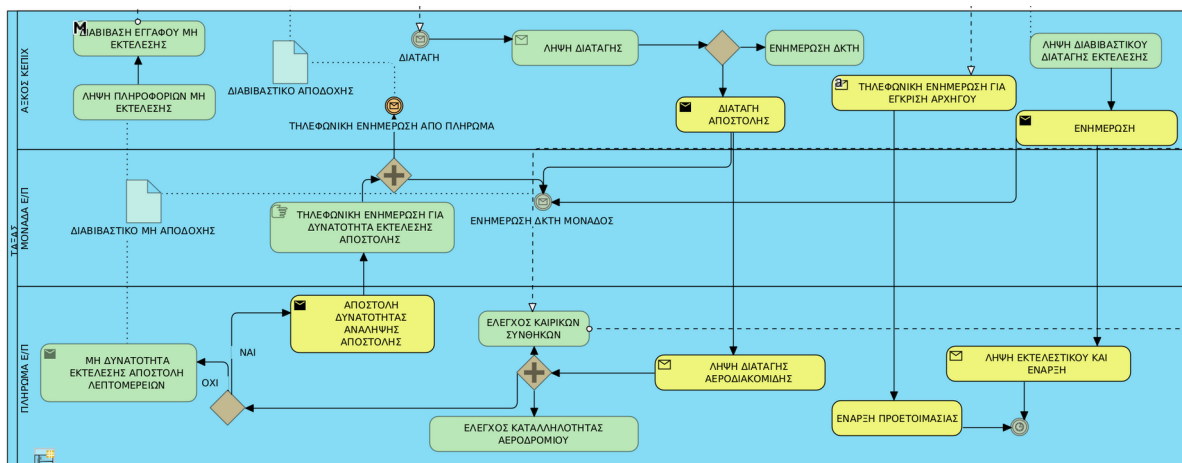 ΤΑΞΑΣ
ΑΞΚΟΣ ΚΕΠΙΧ
ΔΙΑΒΙΒΑΣΗ ΕΓΓΑΦΟΥ ΜΗ
ΕΚΤΕΛΕΣΗΣ
ΛΗΨΗ ΠΛΗΡΟΦΟΡΙΩΝ ΜΗ
ΕΚΤΕΛΕΣΗΣ
ΔΙΑΒΙΒΑΣΤΙΚΟ ΑΠΟΔΟΧΗΣ
ΔΙΑΤΑΓΗ
ΛΗΨΗ ΔΙΑΤΑΓΗΣ
ΕΝΗΜΕΡΩΣΗ ΔΚΤΗ
ΤΗΛΕΦΩΝΙΚΗ ΕΝΗΜΕΡΩΣΗ ΑΠΟ ΠΛΗΡΩΜΑ
ΔΙΑΤΑΓΗ
ΑΠΟΣΤΟΛΗΣ
ΤΗΛΕΦΩΝΙΚΗ ΕΝΗΜΕΡΩΣΗ ΓΙΑ
ΕΓΚΡΙΣΗ ΑΡΧΗΓΟΥ
ΛΗΨΗ ΔΙΑΒΙΒΑΣΤΙΚΟΥ
ΔΙΑΤΑΓΗΣ ΕΚΤΕΛΕΣΗΣ
ΕΝΗΜΕΡΩΣΗ
ΜΟΝΑΔΑ Ε/Π
ΔΙΑΒΙΒΑΣΤΙΚΟ ΜΗ ΑΠΟΔΟΧΗΣ
ΤΗΛΕΦΩΝΙΚΗ ΕΝΗΜΕΡΩΣΗ ΓΙΑ
ΔΥΝΑΤΟΤΗΤΑ ΕΚΤΕΛΕΣΗΣ
ΑΠΟΣΤΟΛΗΣ
ΕΝΗΜΕΡΩΣΗ ΔΚΤΗ ΜΟΝΑΔΟΣ
ΠΛΗΡΩΜΑ Ε/Π
ΑΠΟΣΤΟΛΗ
ΔΥΝΑΤΟΤΗΤΑΣ
ΑΝΑΛΗΨΗΣ
ΑΠΟΣΤΟΛΗΣ
ΕΛΕΓΧΟΣ ΚΑΙΡΙΚΩΝ
ΣΥΝΘΗΚΩΝ
ΝΑΙ
ΟΧΙ
ΜΗ ΔΥΝΑΤΟΤΗΤΑ
ΕΚΤΕΛΕΣΗΣ ΑΠΟΣΤΟΛΗ
ΛΕΠΤΟΜΕΡΕΙΩΝ
ΛΗΨΗ ΔΙΑΤΑΓΗΣ
ΑΕΡΟΔΙΑΚΟΜΙΔΗΣ
ΛΗΨΗ ΕΚΤΕΛΕΣΤΙΚΟΥ ΚΑΙ
ΕΝΑΡΞΗ
ΕΛΕΓΧΟΣ ΚΑΤΑΛΛΗΛΟΤΗΤΑΣ
ΑΕΡΟΔΡΟΜΙΟΥ
ΕΝΑΡΞΗ ΠΡΟΕΤΟΙΜΑΣΙΑΣ